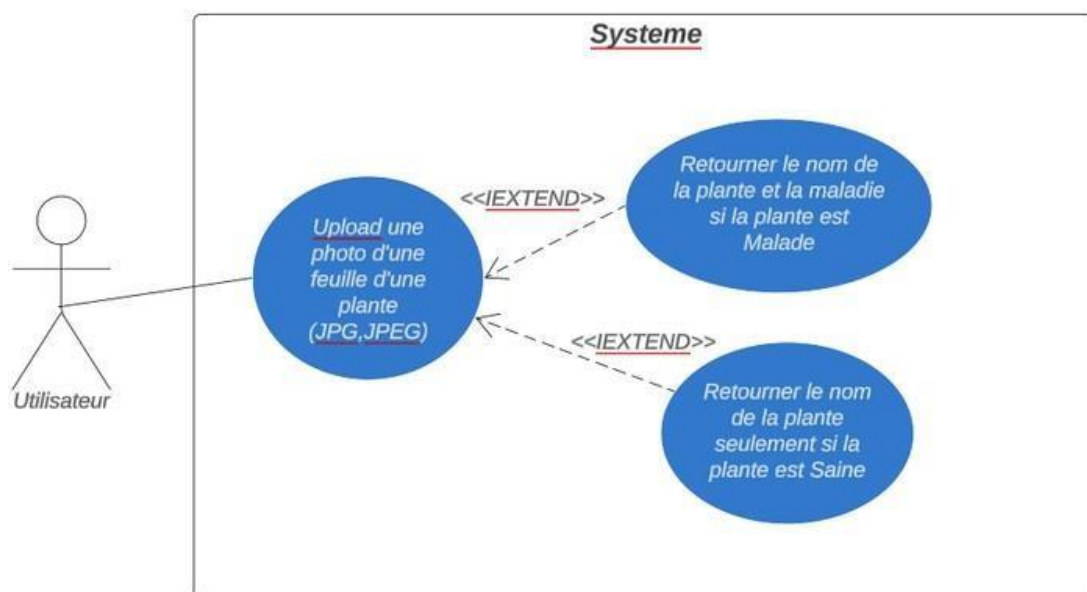 Systeme
Retourner le nom de
la plante et la maladie
si la plante est
Malade
<<IEXTEND>>
Upload une
photo d'une
feuille d'une
plante
(JPG,JPEG)
<<IEXTEND>>
Utilisateur
Retourner le nom
de la plante
seulement si la
plante est Saine